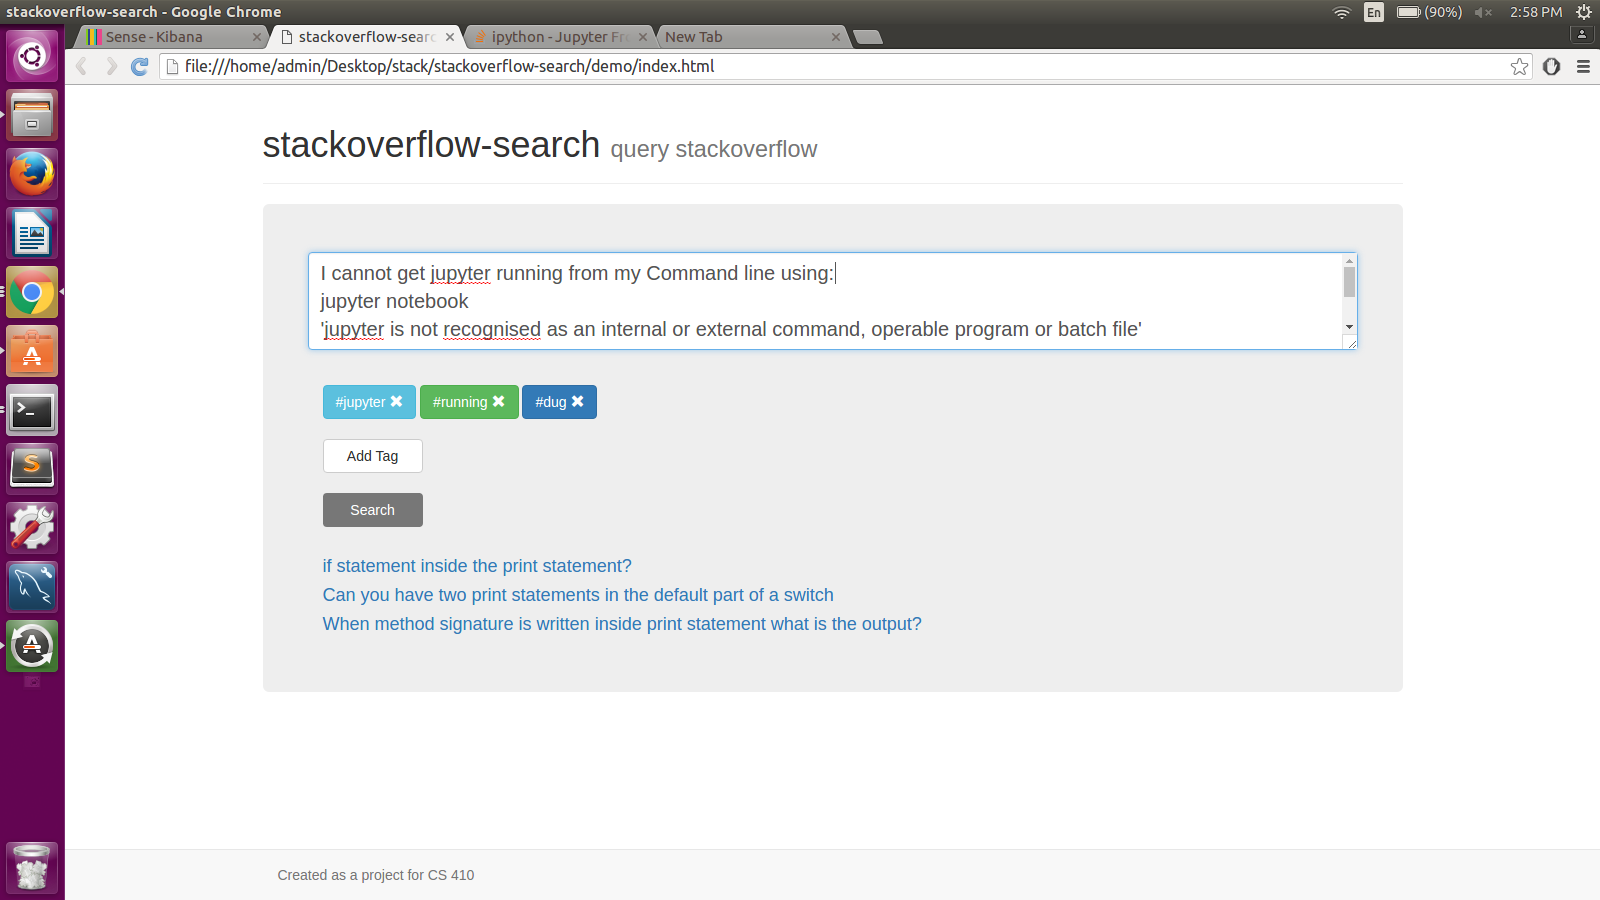 stackoverflow-search - Google Chrome
En (90%) 2:58 PM
Sense - Kibana
stackoverflow-searc
ipython - Jupyter Fr
New Tab
file:///home/admin/Desktop/stack/stackoverflow-search/demo/index.html
stackoverflow-search query stackoverflow
I cannot get jupyter running from my Command line using:
jupyter notebook
'jupyter is not recognised as an internal or external command, operable program or batch file'
#jupyter
#running
#dug
Add Tag
Search
if statement inside the print statement?
Can you have two print statements in the default part of a switch
When method signature is written inside print statement what is the output?
Created as a project for CS 410